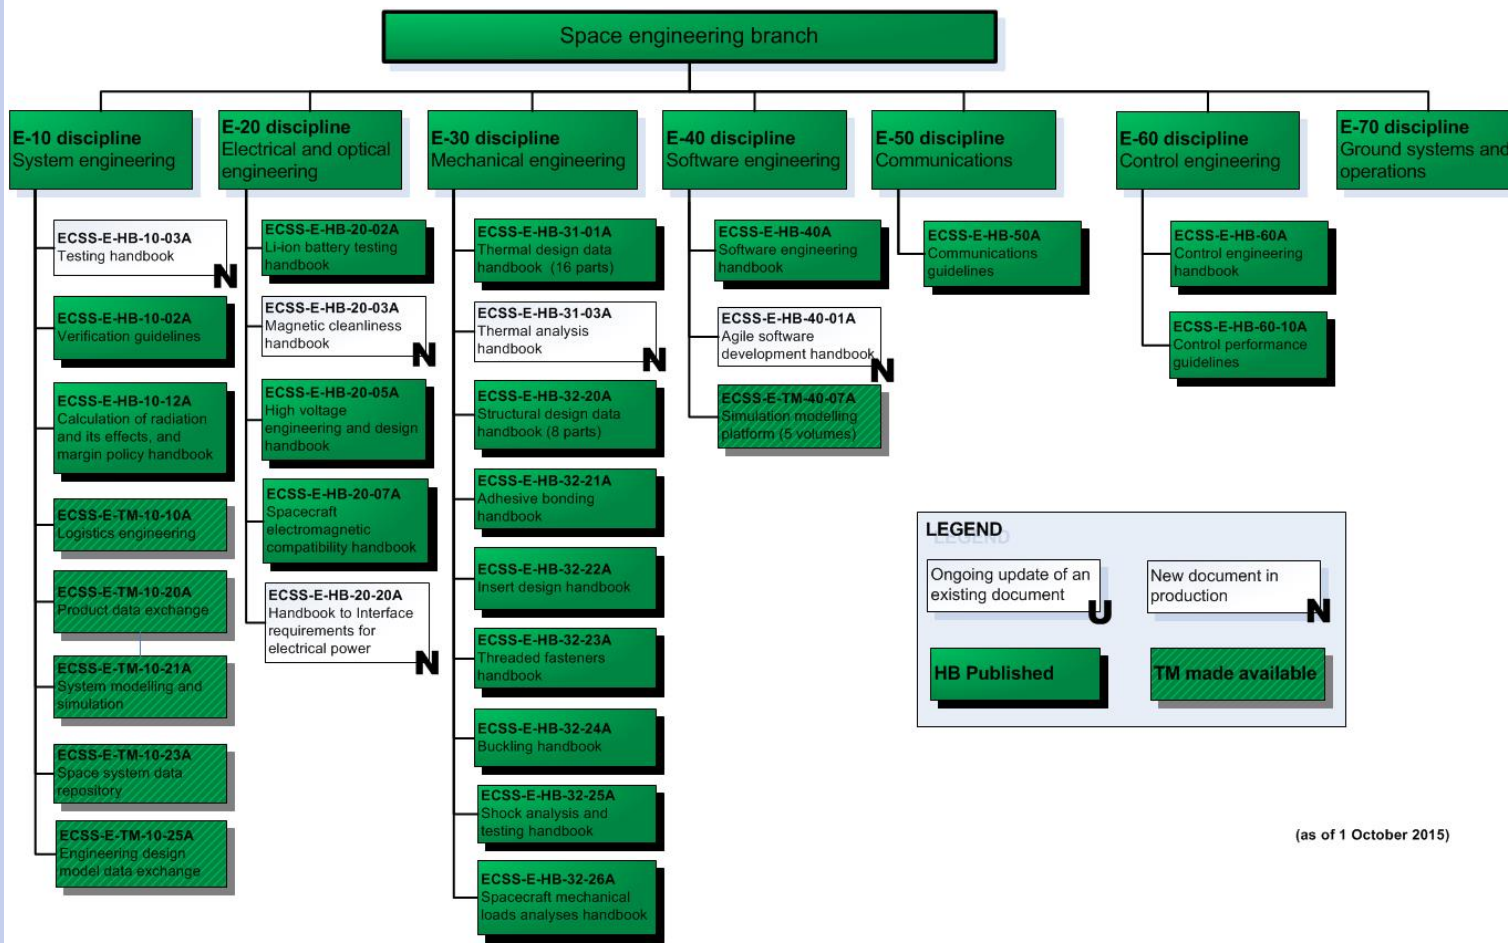 Space engineering branch
E-10 discipline
System engineering
E-20 discipline
Electrical and optical
engineering
E-30 discipline
Mechanical engineering
E-40 discipline
Software engineering
E-50 discipline
Communications
E-60 discipline
Control engineering
E-70 discipline
Ground systems and
operations
ECSS-E-HB-10-03A
Testing handbook
N
ECSS-E-HB-10-02A
Verification guidelines
ECSS-E-HB-10-12A
Calculation of radiation
and its effects, and
margin policy handbook
ECSS-E-TM-10-10A
Logistics engineering
ECSS-E-TM-10-20A
Product data exchange
ECSS-E-TM-10-21A
System modelling and
simulation
ECSS-E-TM-10-23A
Space system data
repository
ECSS-E-TM-10-25A
Engineering design
model data exchange
ECSS-E-HB-20-02A
Li-ion battery testing
handbook
ECSS-E-HB-20-03A
Magnetic cleanliness
handbook
N
ECSS-E-HB-20-05A
High voltage
engineering and design
handbook
ECSS-E-HB-20-07A
Spacecraft
electromagnetic
compatibility handbook
ECSS-E-HB-20-20A
Handbook to Interface
requirements for
electrical power
N
ECSS-E-HB-31-01A
Thermal design data
handbook (16 parts)
ECSS-E-HB-31-03A
Thermal analysis
handbook
N
ECSS-E-HB-32-20A
Structural design data
handbook (8 parts)
ECSS-E-HB-32-21A
Adhesive bonding
handbook
ECSS-E-HB-32-22A
Insert design handbook
ECSS-E-HB-32-23A
Threaded fasteners
handbook
ECSS-E-HB-32-24A
Buckling handbook
ECSS-E-HB-32-25A
Shock analysis and
testing handbook
ECSS-E-HB-32-26A
Spacecraft mechanical
loads analyses handbook
ECSS-E-HB-40A
Software engineering
handbook
ECSS-E-HB-40-01A
Agile software
development handbook
N
ECSS-E-TM-40-07A
Simulation modelling
platform (5 volumes)
ECSS-E-HB-50A
Communications
guidelines
ECSS-E-HB-60A
Control engineering
handbook
ECSS-E-HB-60-10A
Control performance
guidelines
LEGEND
Ongoing update of an
existing document
U
New document in
production
N
HB Published
TM made available
(as of 1 October 2015)